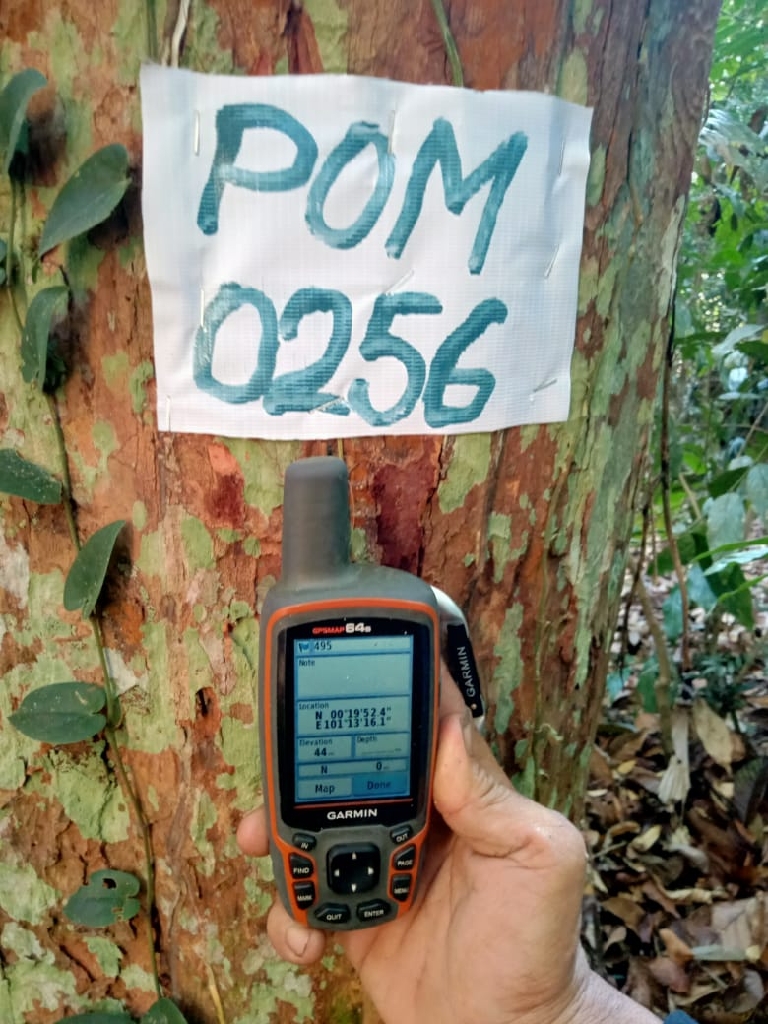 POM
0256
GARMIN
GPSMAP 64s
495
Note
Location
N 00°19'52.4"
E101°13'16.1"
Elevation Depth
44
N 0
Map Done
GARMIN
IN OUT
FIND PAGE
MARK MENU
QUIT ENTER